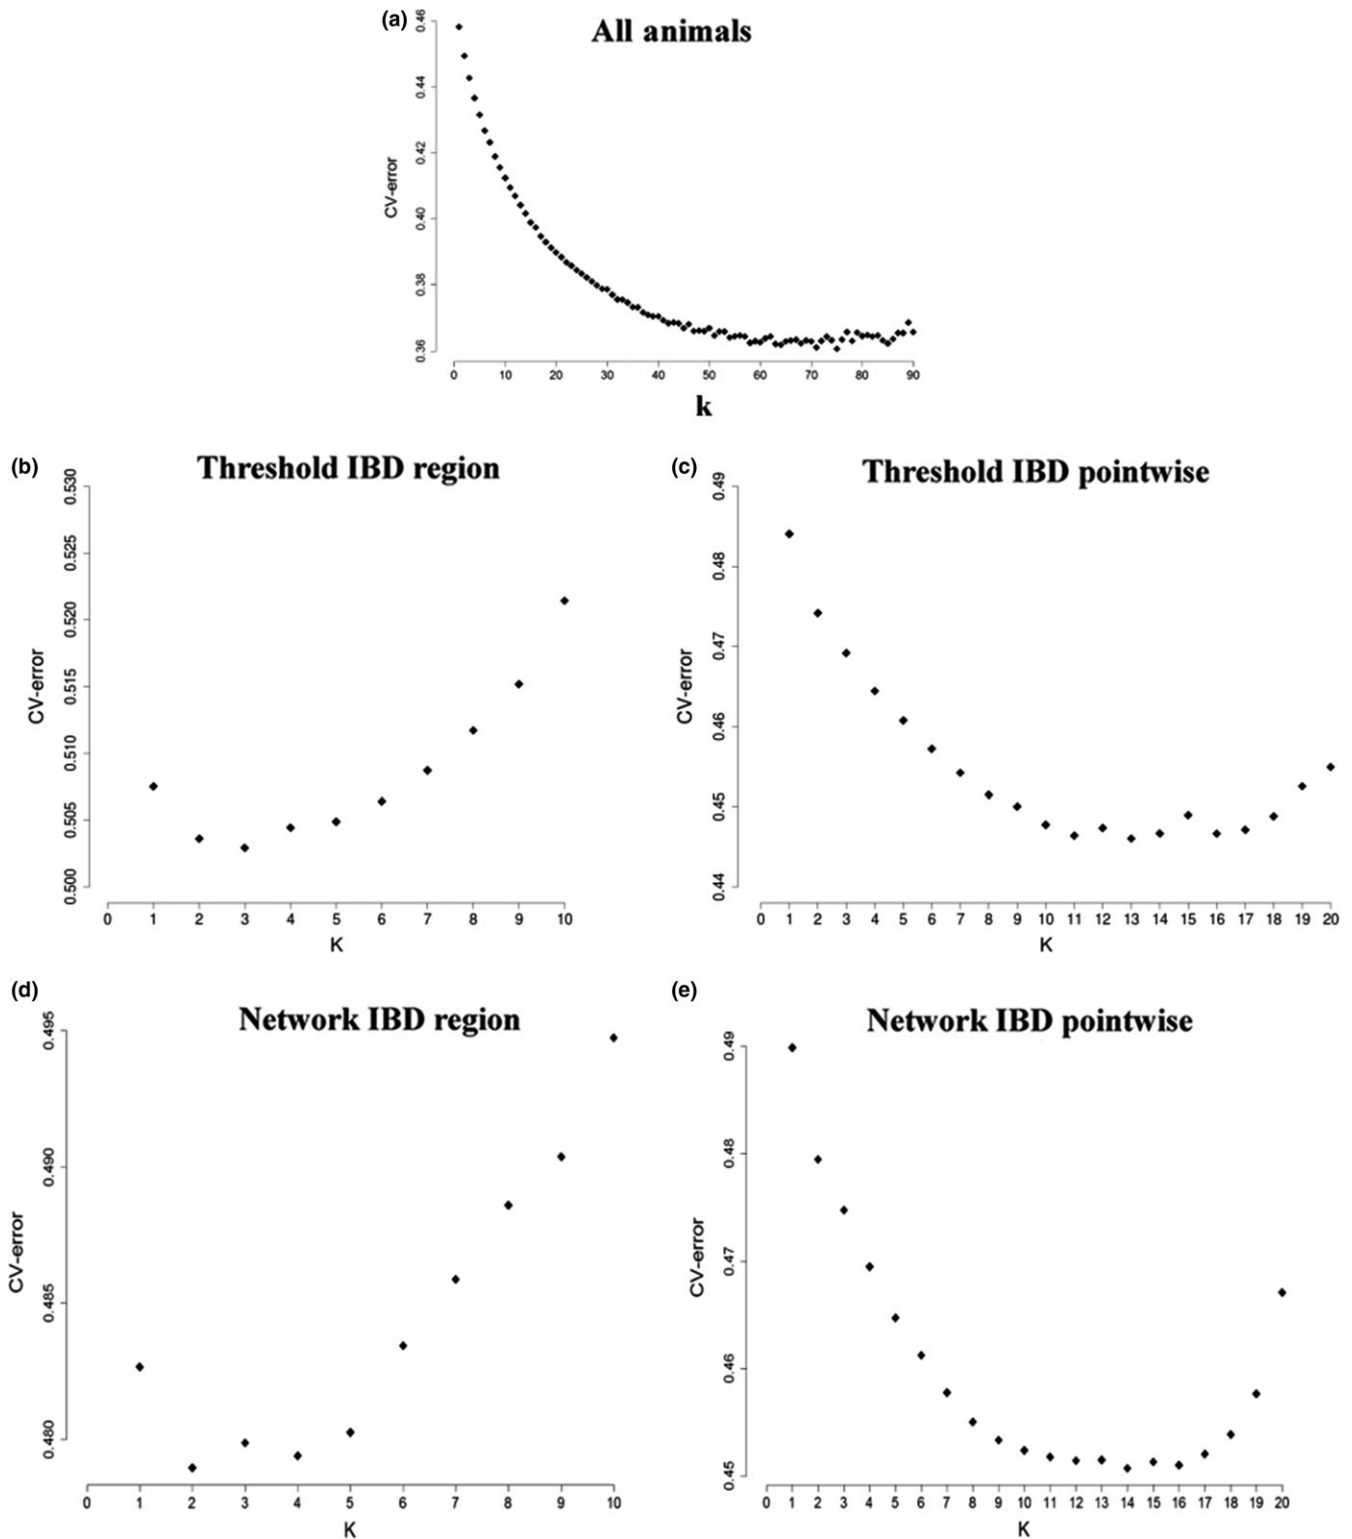 (a)
All animals
CV-error
0.46
0.44
0.42
0.40
0.38
0.36
0 10 20 30 40 50 60 70 80 90
k
(b)
Threshold IBD region
CV-error
0.530
0.525
0.520
0.515
0.510
0.505
0.500
0 1 2 3 4 5 6 7 8 9 10
K
(c)
Threshold IBD pointwise
CV-error
0.49
0.48
0.47
0.46
0.45
0.44
0 1 2 3 4 5 6 7 8 9 10 11 12 13 14 15 16 17 18 19 20
K
(d)
Network IBD region
CV-error
0.495
0.490
0.485
0.480
0 1 2 3 4 5 6 7 8 9 10
K
(e)
Network IBD pointwise
CV-error
0.49
0.48
0.47
0.46
0.45
0 1 2 3 4 5 6 7 8 9 10 11 12 13 14 15 16 17 18 19 20
K